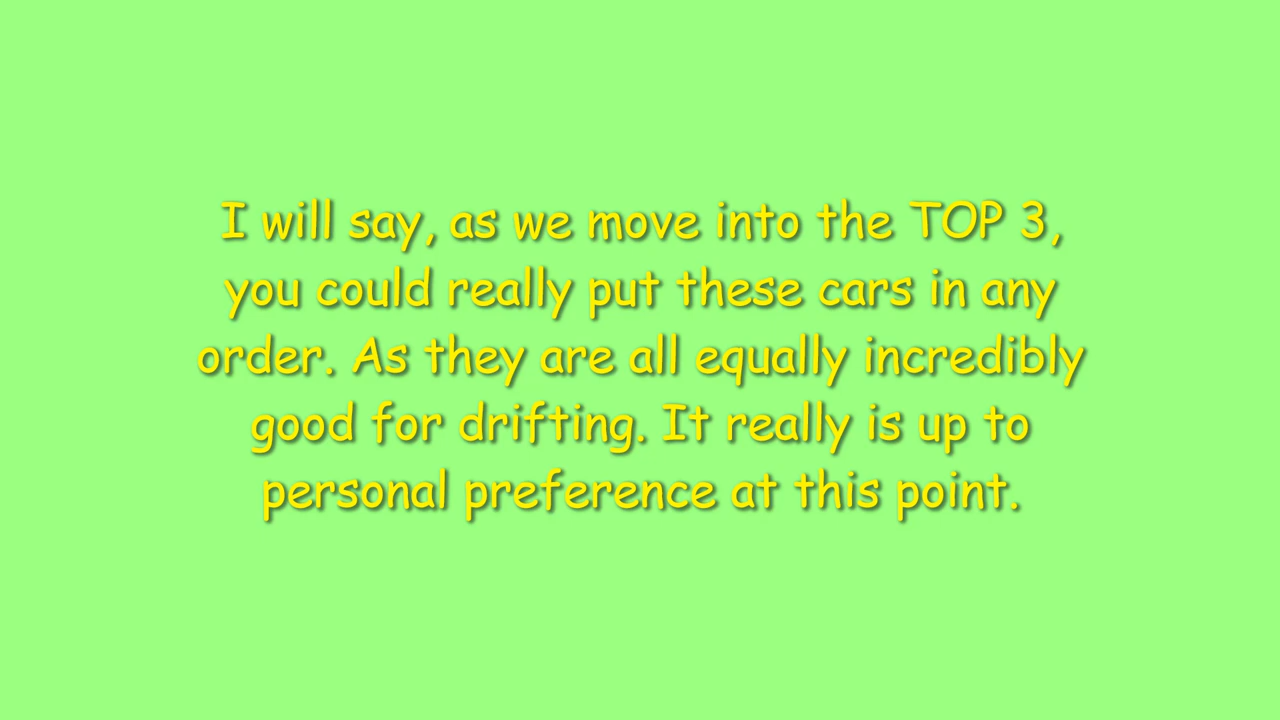 I will say, as we move into the TOP 3,
you could really put these cars in any
order. As they are all equally incredibly
good for drifting. It really is up to
personal preference at this point.